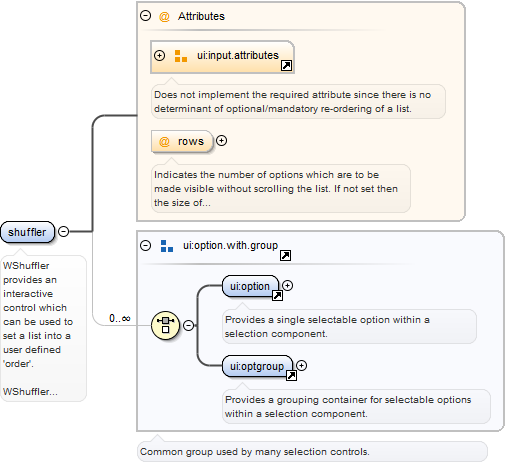 @ Attributes
ui:input.attributes
Does not implement the required attribute since there is no
determinant of optional/mandatory re-ordering of a list.
@ rows
Indicates the number of options which are to be
made visible without scrolling the list. If not set then
the size of...
shuffler
WShuffler
provides an
interactive
control which
can be used to
set a list into a
user defined
'order'.
WShuffler...
0..∞
ui:option.with.group
ui:option
Provides a single selectable option within a
selection component.
ui:optgroup
Provides a grouping container for selectable options
within a selection component.
Common group used by many selection controls.